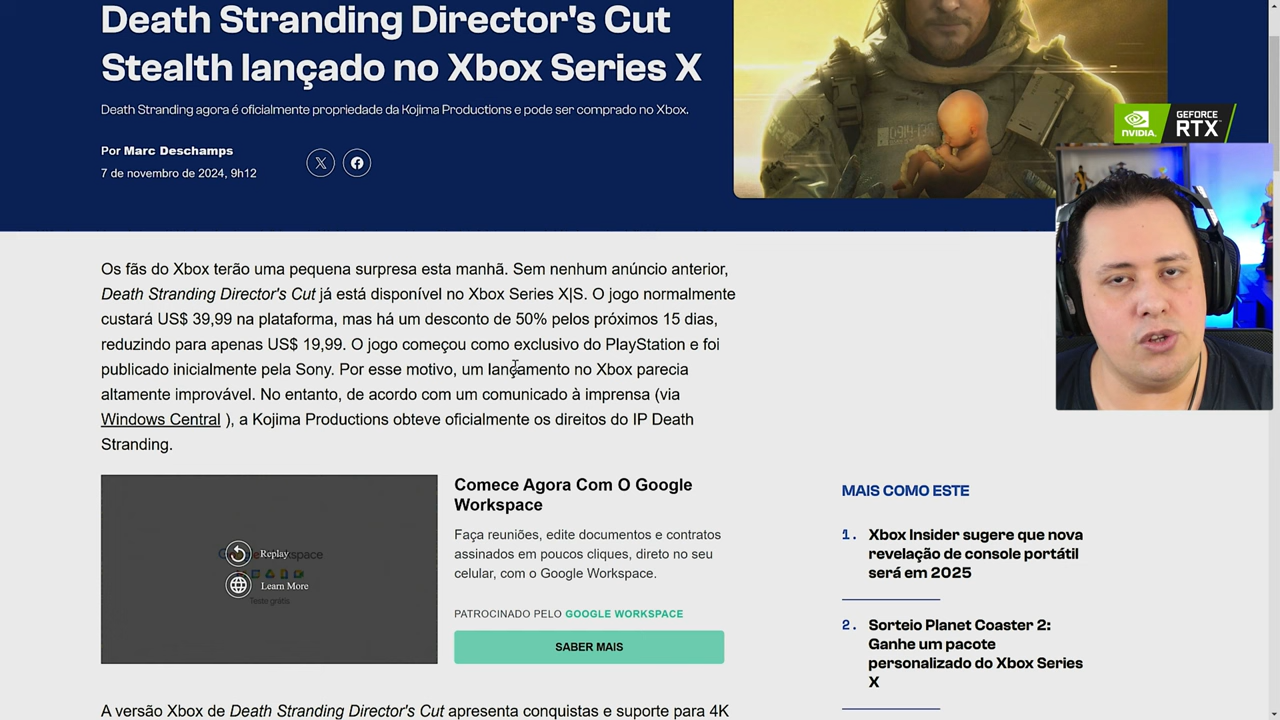 Death Stranding Director's Cut
Stealth lançado no Xbox Series X
Death Stranding agora é oficialmente propriedade da Kojima Productions e pode ser comprado no Xbox.
Por Marc Deschamps
7 de novembro de 2024, 9h12
NVIDIA.
GEFORCE
RTX
Os fãs do Xbox terão uma pequena surpresa esta manhã. Sem nenhum anúncio anterior,
Death Stranding Director's Cut já está disponível no Xbox Series X|S. O jogo normalmente
custará US$ 39,99 na plataforma, mas há um desconto de 50% pelos próximos 15 dias,
reduzindo para apenas US$ 19,99. O jogo começou como exclusivo do PlayStation e foi
publicado inicialmente pela Sony. Por esse motivo, um lançamento no Xbox parecia
altamente improvável. No entanto, de acordo com um comunicado à imprensa (via
Windows Central ), a Kojima Productions obteve oficialmente os direitos do IP Death
Stranding.
Replay
Learn More
Teste grátis
Comece Agora Com O Google
Workspace
Faça reuniões, edite documentos e contratos
assinados em poucos cliques, direto no seu
celular, com o Google Workspace.
PATROCINADO PELO GOOGLE WORKSPACE
SABER MAIS
MAIS COMO ESTE
1. Xbox Insider sugere que nova
revelação de console portátil
será em 2025
2. Sorteio Planet Coaster 2:
Ganhe um pacote
personalizado do Xbox Series
X
A versão Xbox de Death Stranding Director's Cut apresenta conquistas e suporte para 4K